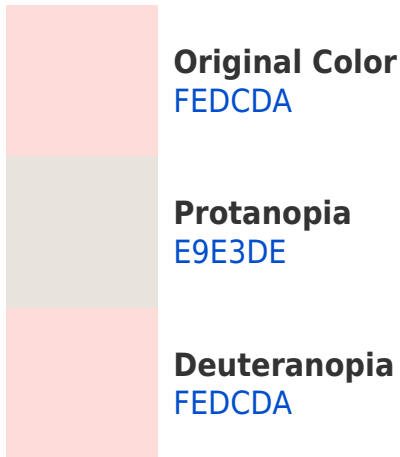 Original Color
FEDCDA
Protanopia
E9E3DE
Deuteranopia
FEDCDA